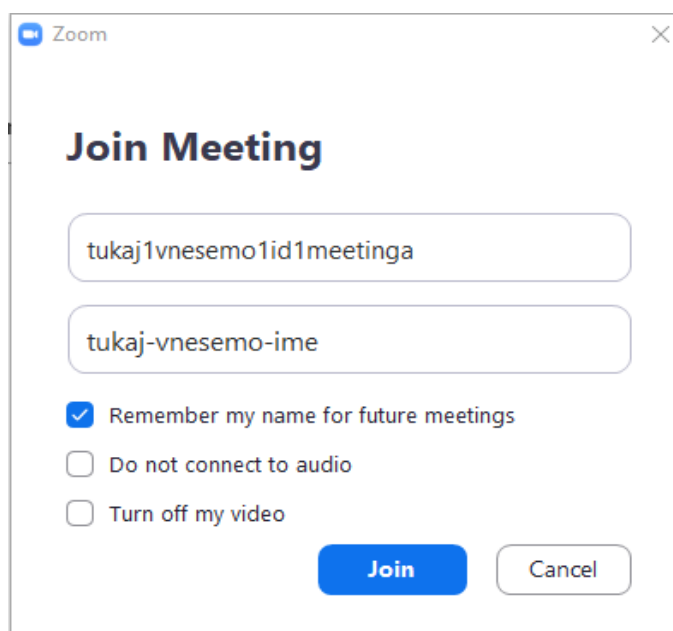 Zoom
Join Meeting
tukaj1vnesemo1id1meetinga
tukaj-vnesemo-ime
Remember my name for future meetings
Do not connect to audio
Turn off my video
Join Cancel